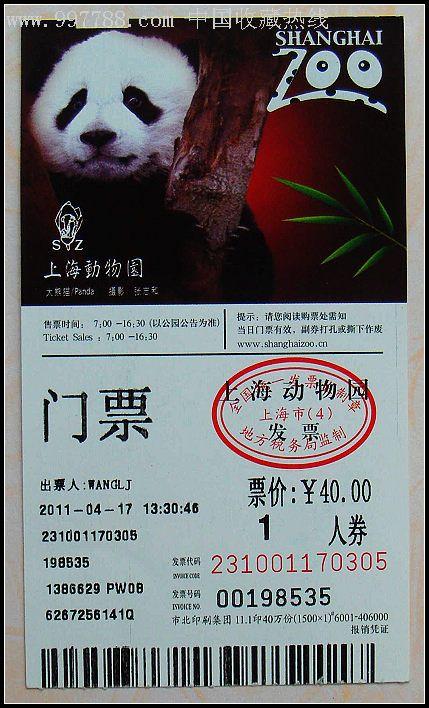 www.997788.com 中国收藏热线
SHANGHAI
ZOO
SYZ
上海動物園
大熊猫/Panda 摄影 张志和
售票时间: 7;00-16;30 (以公园公告为准)
Ticket Sales : 7;00-16;30
提示: 请您阅读购票处需知
当日门票有效，副券打孔或撕下作废
www.shanghaizoo.cn
门票
上海动物园
发票
全国统一发票监制章
上海市(4)
地方税务局监制
出票人:WANGLJ
2011-04-17 13:30:46
231001170305
198535
1386629 PW0B
6267256141Q
票价:¥40.00
1 人券
发票代码
INVOICE CODE
231001170305
发票号码
INVOICE NO.
00198535
市北印刷集团 11.1印40万份(1500×1)#6001-406000
报销凭证